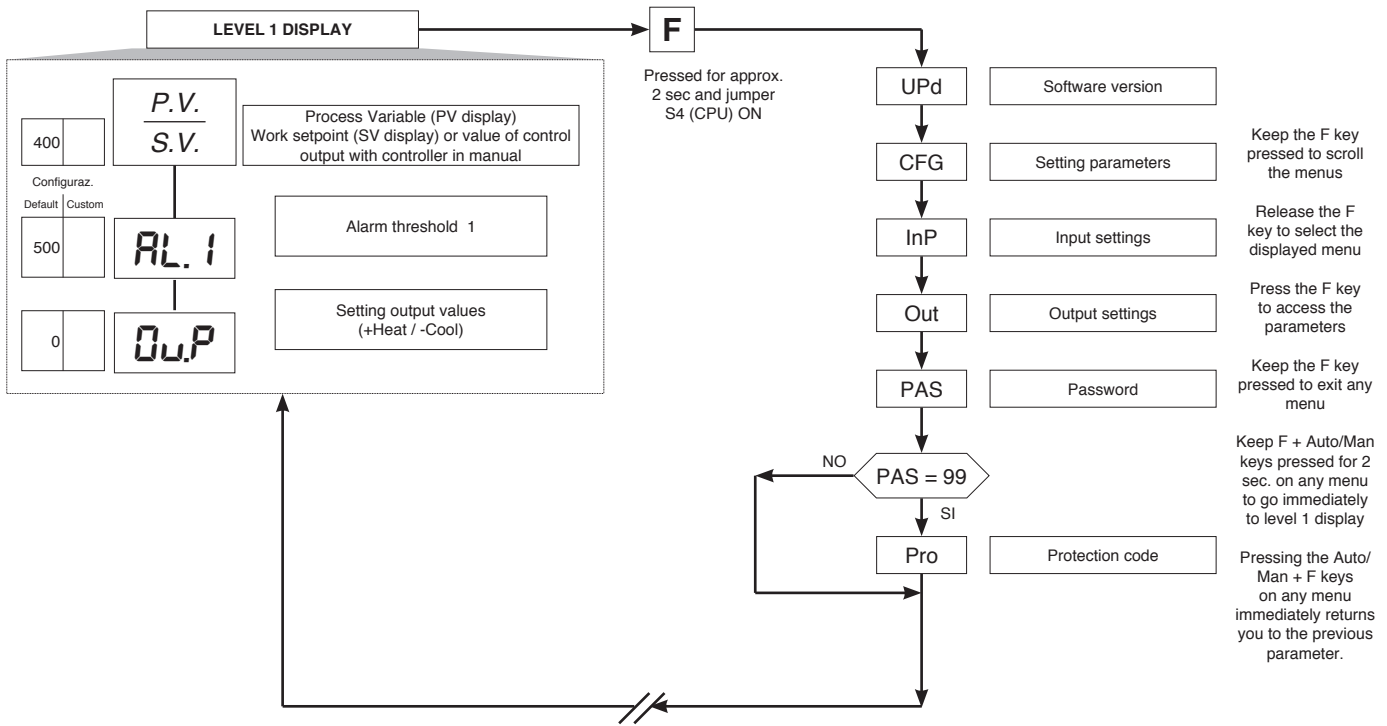 LEVEL 1 DISPLAY
F
Pressed for approx.
2 sec and jumper
S4 (CPU) ON
P.V.
S.V.
400
Process Variable (PV display)
Work setpoint (SV display) or value of control
output with controller in manual
Configuraz.
Default Custom
500
AL. 1
Alarm threshold 1
0
Ou.P
Setting output values
(+Heat / -Cool)
UPd
Software version
CFG
Setting parameters
InP
Input settings
Out
Output settings
PAS
Password
NO
PAS = 99
SI
Pro
Protection code
Keep the F key
pressed to scroll
the menus
Release the F
key to select the
displayed menu
Press the F key
to access the
parameters
Keep the F key
pressed to exit any
menu
Keep F + Auto/Man
keys pressed for 2
sec. on any menu
to go immediately
to level 1 display
Pressing the Auto/
Man + F keys
on any menu
immediately returns
you to the previous
parameter.